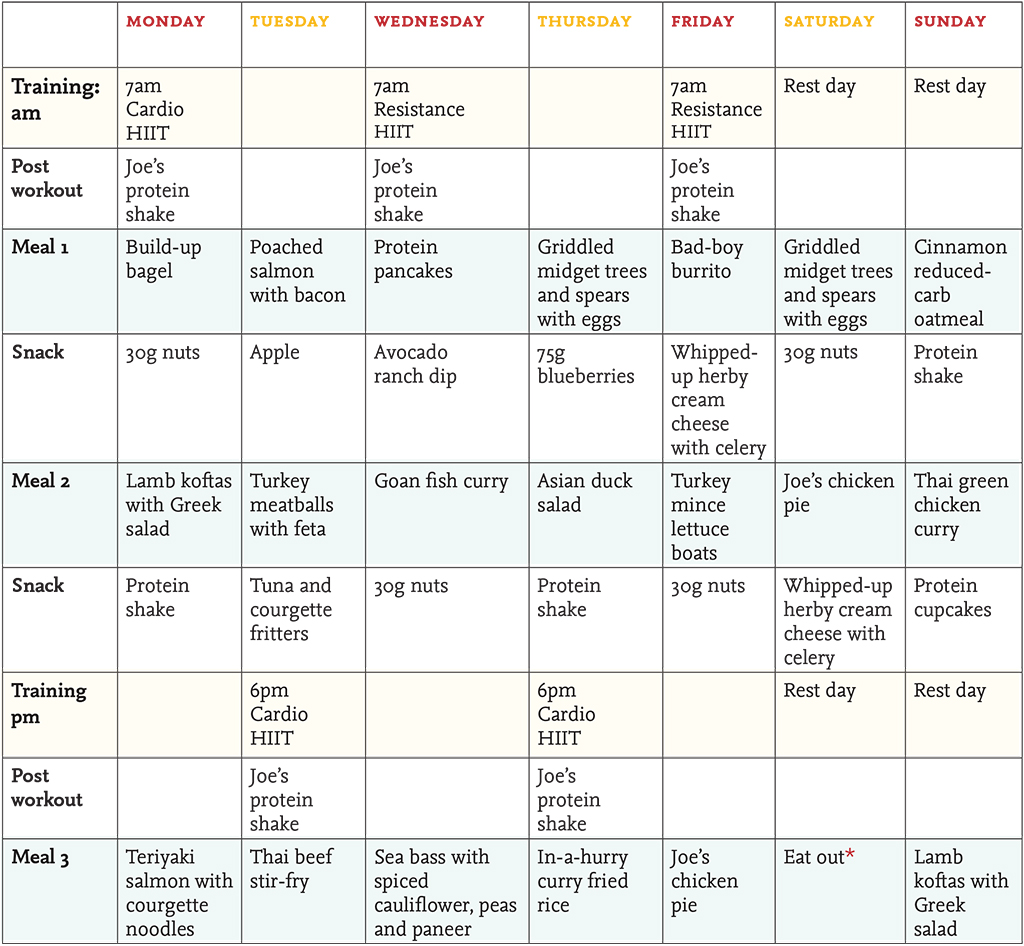 MONDAY TUESDAY WEDNESDAY THURSDAY FRIDAY SATURDAY SUNDAY
Training: am
7am
Cardio
HIIT
7am
Resistance
HIIT
7am
Resistance
HIIT
Rest day
Rest day
Post
workout
Joe's
protein
shake
Joe's
protein
shake
Joe's
protein
shake
Meal 1
Build-up
bagel
Poached
salmon
with bacon
Protein
pancakes
Griddled
midget trees
and spears
with eggs
Bad-boy
burrito
Griddled
midget trees
and spears
with eggs
Cinnamon
reduced-
carb
oatmeal
Snack
30g nuts
Apple
Avocado
ranch dip
75g
blueberries
Whipped-
up herby
cream
cheese
with celery
30g nuts
Protein
shake
Meal 2
Lamb koftas
with Greek
salad
Turkey
meatballs
with feta
Goan fish curry
Asian duck
salad
Turkey
mince
lettuce
boats
Joe's chicken
pie
Thai green
chicken
curry
Snack
Protein
shake
Tuna and
courgette
fritters
30g nuts
Protein
shake
30g nuts
Whipped-up
herby cream
cheese with
celery
Protein
cupcakes
Training
pm
6pm
Cardio
HIIT
6pm
Cardio
HIIT
Rest day
Rest day
Post
workout
Joe's
protein
shake
Joe's
protein
shake
Meal 3
Teriyaki
salmon with
courgette
noodles
Thai beef
stir-fry
Sea bass with
spiced
cauliflower, peas
and paneer
In-a-hurry
curry fried
rice
Joe's
chicken
pie
Eat out*
Lamb
koftas with
Greek
salad